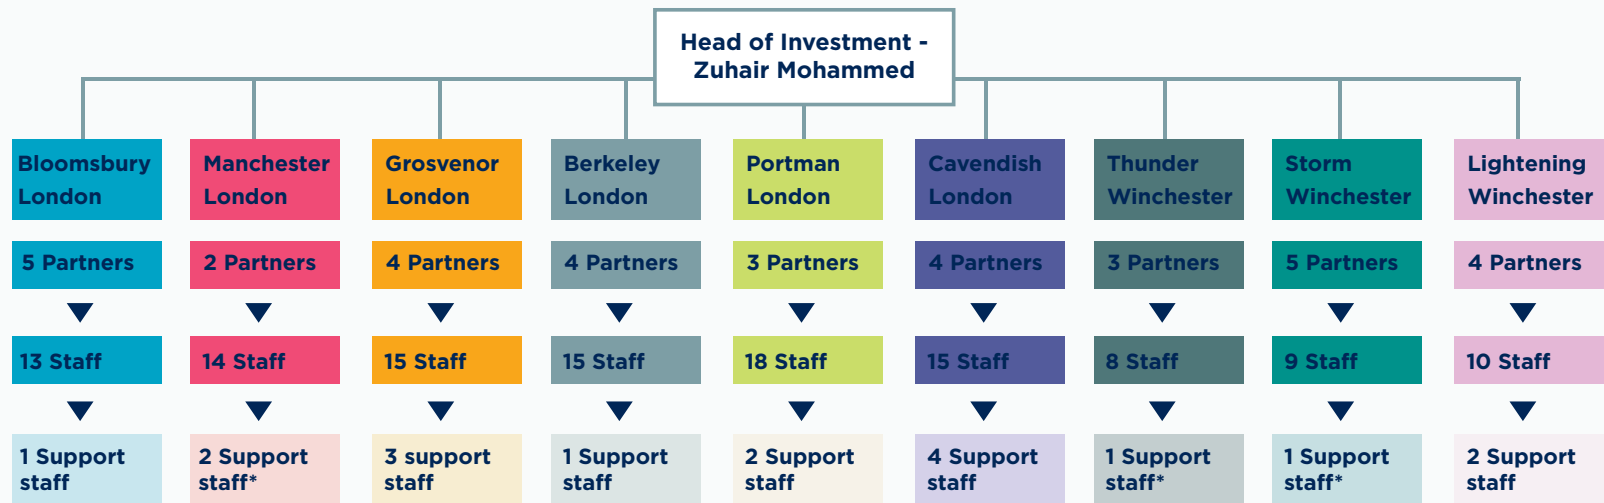 Head of Investment -
Zuhair Mohammed
Bloomsbury
London
Manchester
London
Grosvenor
London
Berkeley
London
Portman
London
Cavendish
London
Thunder
Winchester
Storm
Winchester
Lightening
Winchester
5 Partners
2 Partners
4 Partners
4 Partners
3 Partners
4 Partners
3 Partners
5 Partners
4 Partners
13 Staff
14 Staff
15 Staff
15 Staff
18 Staff
15 Staff
8 Staff
9 Staff
10 Staff
1 Support
staff
2 Support
staff*
3 support
staff
1 Support
staff
2 Support
staff
4 Support
staff
1 Support
staff*
1 Support
staff*
2 Support
staff